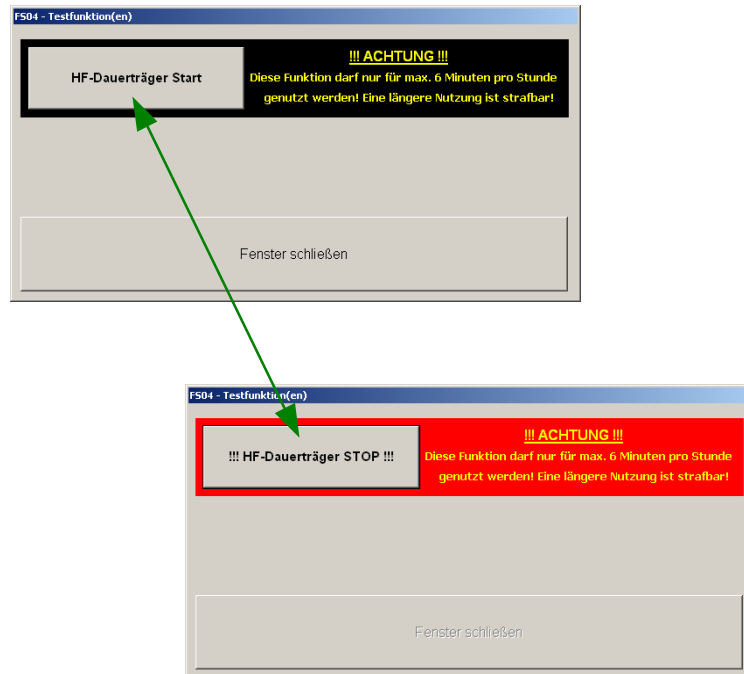 FS04 - Testfunktion(en)
HF-Dauerträger Start
!!! ACHTUNG !!!
Diese Funktion darf nur für max. 6 Minuten pro Stunde
genutzt werden! Eine längere Nutzung ist strafbar!
Fenster schließen
FS04 - Testfunktion(en)
!!! HF-Dauerträger STOP !!!
!!! ACHTUNG !!!
Diese Funktion darf nur für max. 6 Minuten pro Stunde
genutzt werden! Eine längere Nutzung ist strafbar!
Fenster schließen